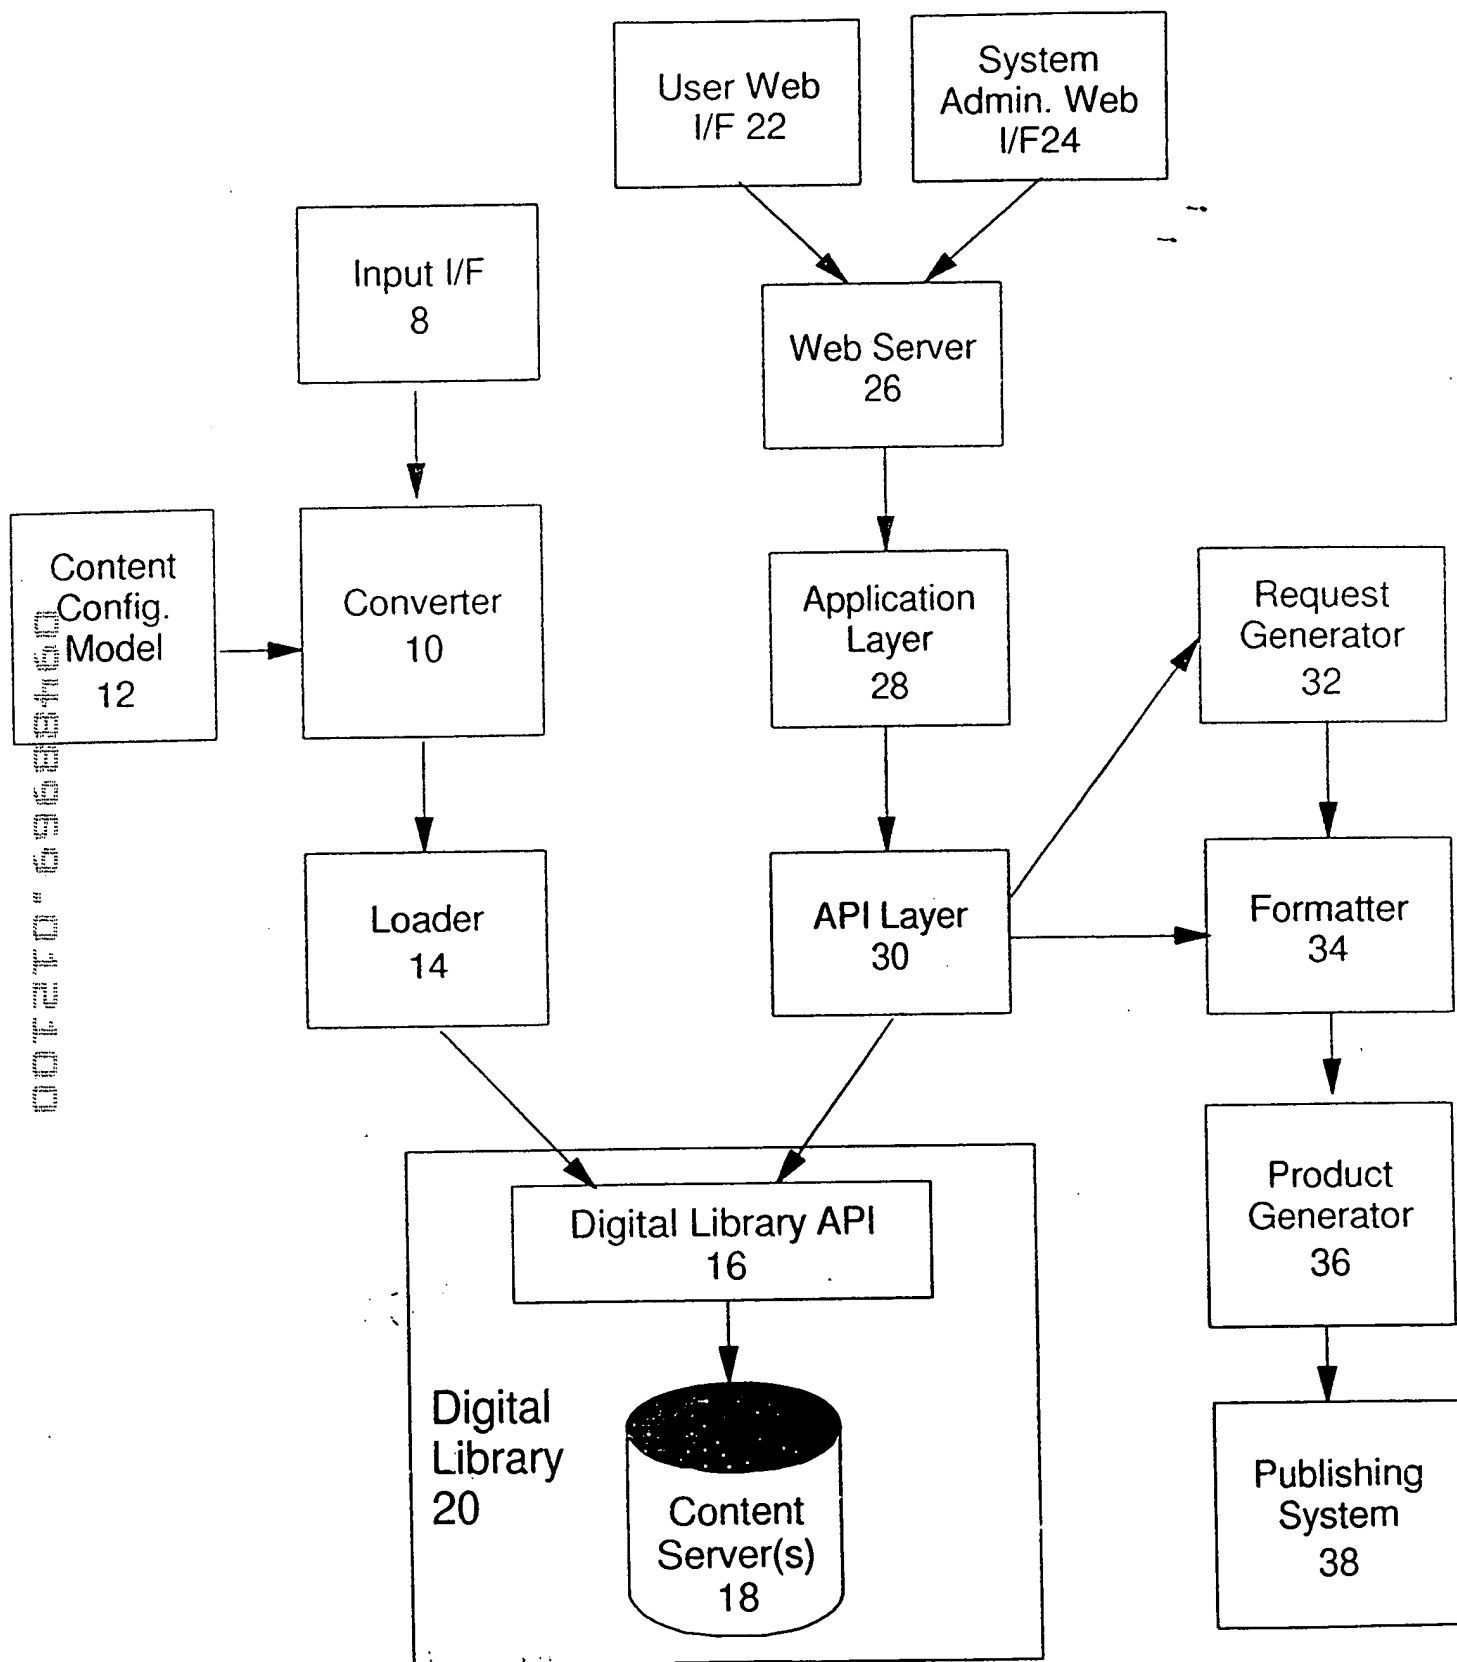 User Web
I/F 22
System
Admin. Web
I/F24
Input I/F
8
Web Server
26
Content
Config.
Model
12
Converter
10
Application
Layer
28
Request
Generator
32
Loader
14
API Layer
30
Formatter
34
Digital Library API
16
Product
Generator
36
Digital
Library
20
Content
Server(s)
18
Publishing
System
38